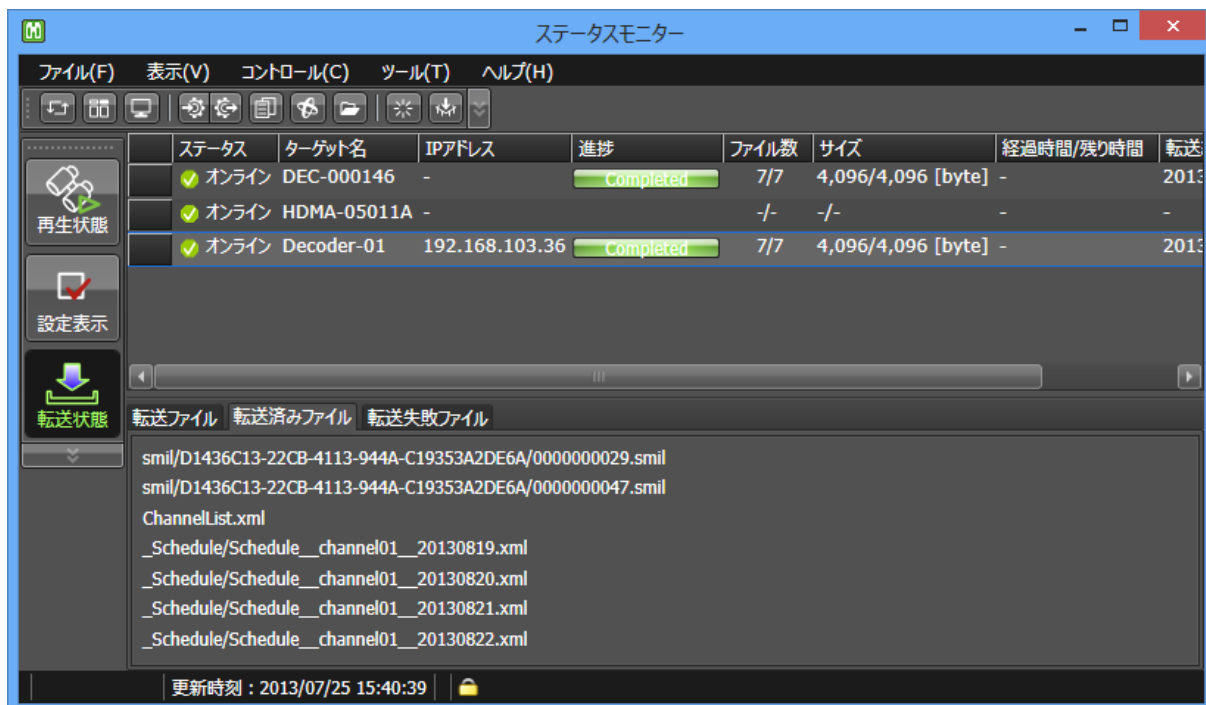 ステータスモニター
ファイル(F) 表示(V) コントロール(C) ツール(T) ヘルプ(H)
ステータス ターゲット名 IPアドレス 進捗 ファイル数 サイズ 経過時間/残り時間 転送
オンライン DEC-000146 - Completed 7/7 4,096/4,096 [byte] - 2013
オンライン HDMA-05011A - -/- -/- - -
オンライン Decoder-01 192.168.103.36 Completed 7/7 4,096/4,096 [byte] - 2013
再生状態
設定表示
転送状態
転送ファイル 転送済みファイル 転送失敗ファイル
smil/D1436C13-22CB-4113-944A-C19353A2DE6A/0000000029.smil
smil/D1436C13-22CB-4113-944A-C19353A2DE6A/0000000047.smil
ChannelList.xml
_Schedule/Schedule__channel01__20130819.xml
_Schedule/Schedule__channel01__20130820.xml
_Schedule/Schedule__channel01__20130821.xml
_Schedule/Schedule__channel01__20130822.xml
更新時刻 : 2013/07/25 15:40:39